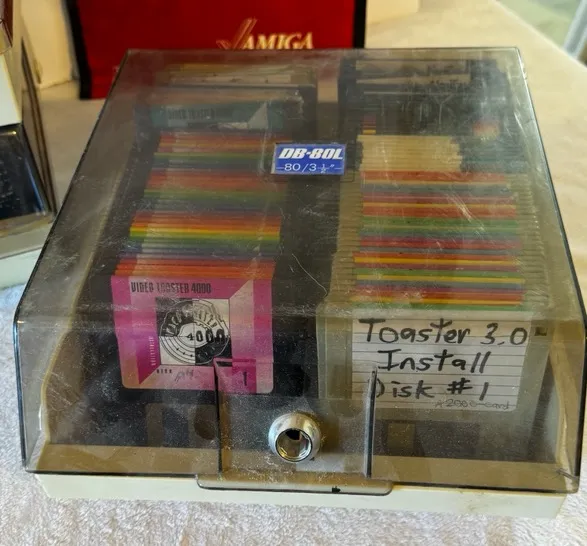 AMIGA
DB-80L
80/3½"
VIDEO TOASTER 4000
4000
1
Toaster 3.0
Install
Disk #1